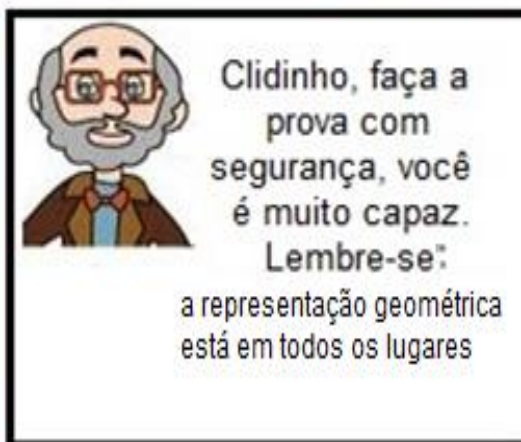 Clidinho, faça a
prova com
segurança, você
é muito capaz.
Lembre-se:
a representação geométrica
está em todos os lugares